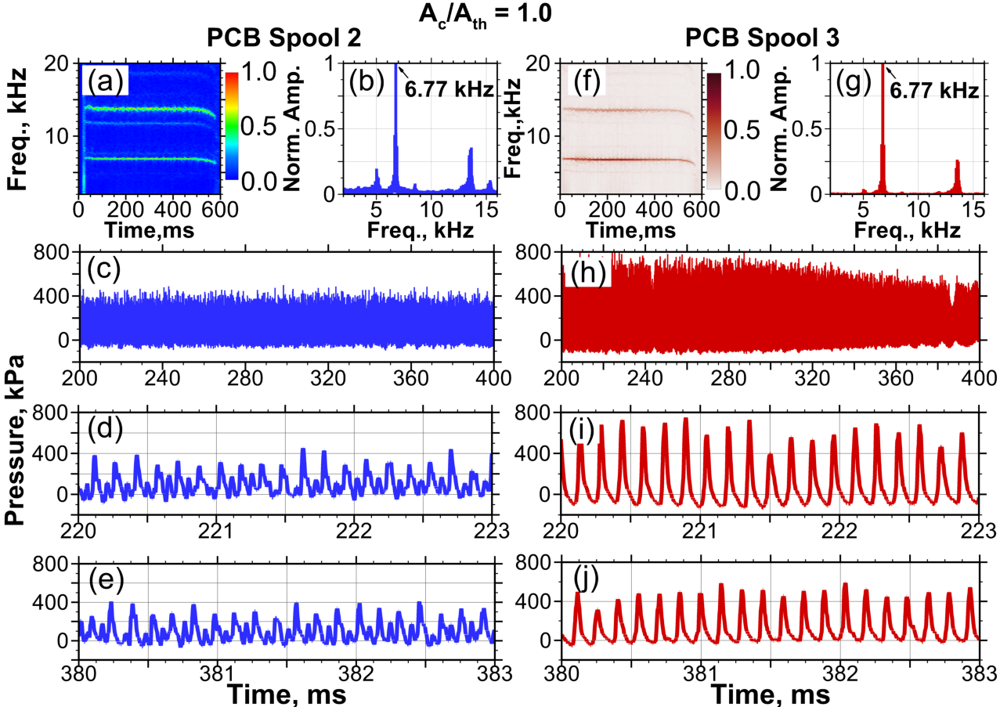 A_c/A_th = 1.0
PCB Spool 2
PCB Spool 3
(a)
20
10
Freq., kHz
0 200 400 600
Time,ms
1.0
0.5
0.0
(b)
6.77 kHz
1
0.5
0
Norm. Amp.
5 10 15
Freq., kHz
(f)
20
10
Freq.,kHz
0 200 400 600
Time,ms
1.0
0.5
0.0
(g)
6.77 kHz
1
0.5
0
Norm. Amp.
5 10 15
Freq., kHz
Pressure, kPa
(c)
800
400
0
200 240 280 320 360 400
(h)
800
400
0
200 240 280 320 360 400
(d)
800
400
0
220 221 222 223
(i)
800
400
0
220 221 222 223
(e)
800
400
0
380 381 382 383
Time, ms
(j)
800
400
0
380 381 382 383
Time, ms